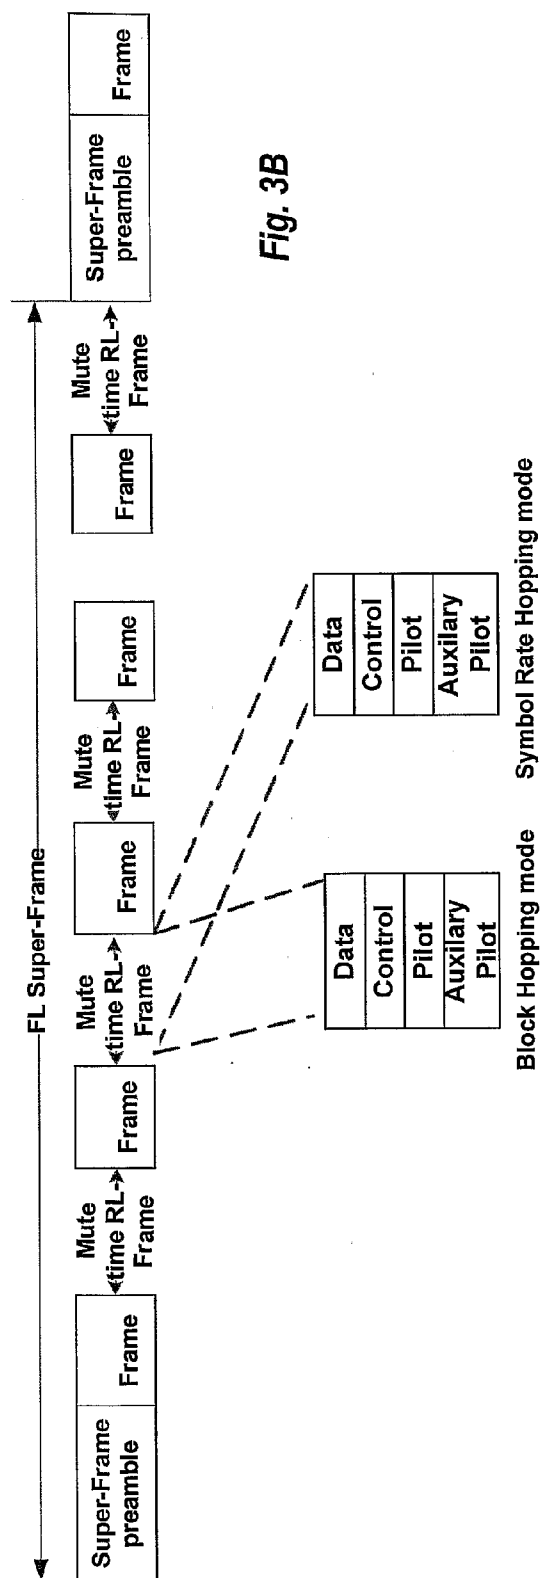 FL Super-Frame
Super-Frame
preamble
Frame
Mute
time RL-
Frame
Frame
Mute
time RL-
Frame
Frame
Mute
time RL-
Frame
Frame
Frame
Mute
time RL-
Frame
Super-Frame
preamble
Frame
Data
Control
Pilot
Auxilary
Pilot
Block Hopping mode
Data
Control
Pilot
Auxilary
Pilot
Symbol Rate Hopping mode
Fig. 3B